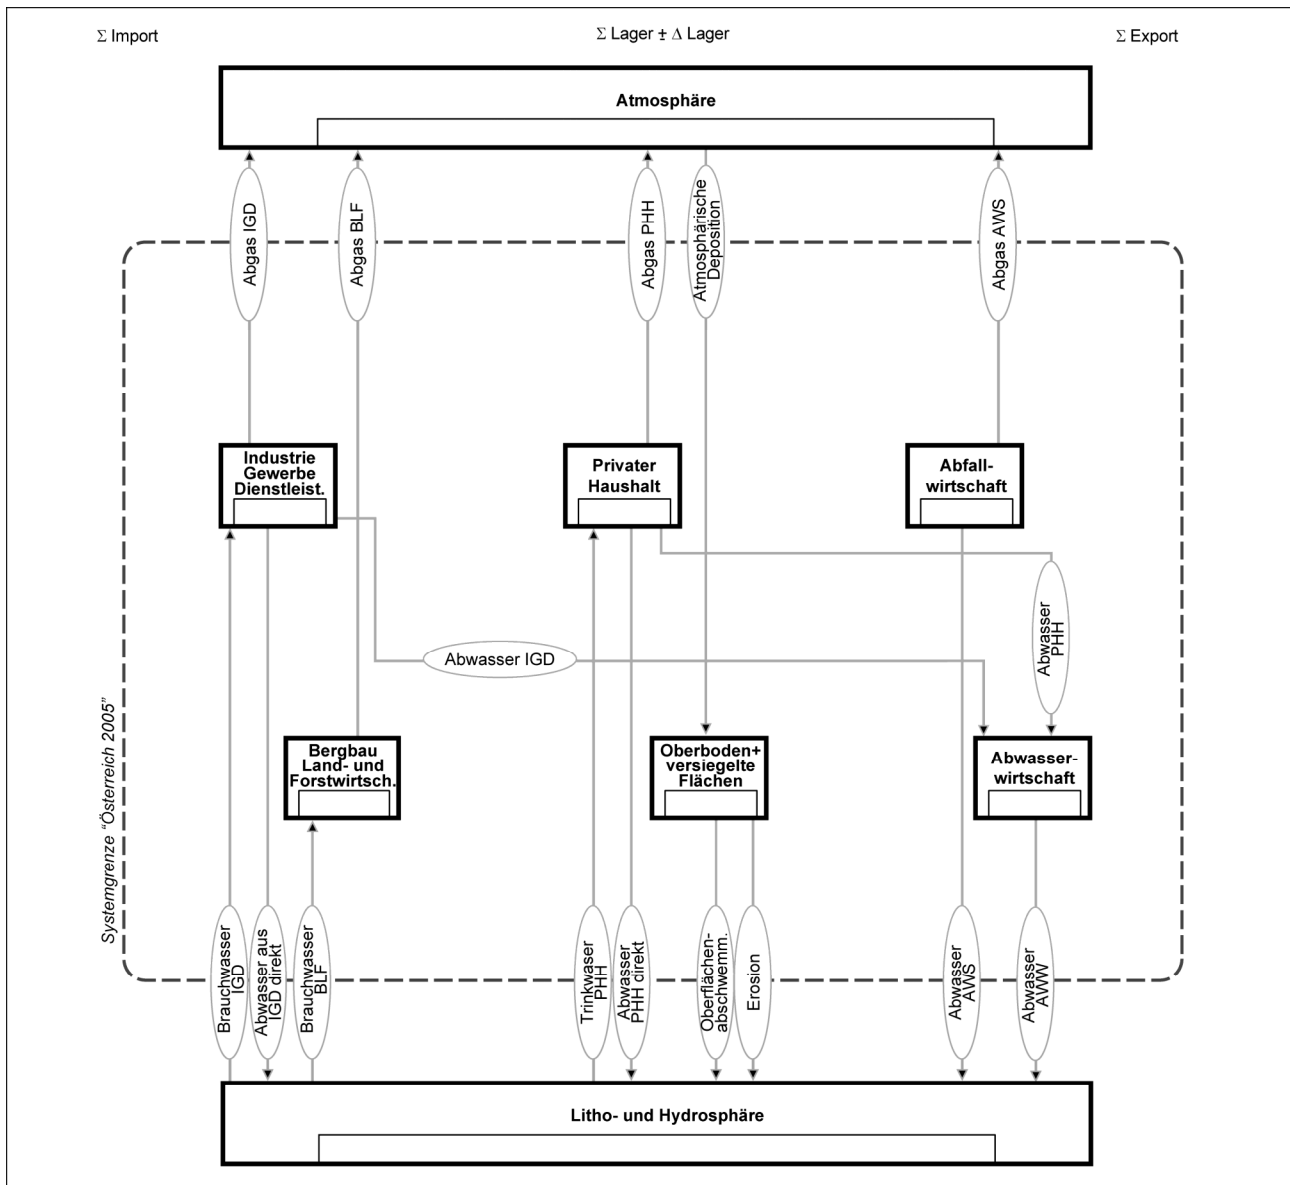 Σ Import
Σ Lager ± Δ Lager
Σ Export
Atmosphäre
Abgas IGD
Abgas BLF
Abgas PHH
Atmosphärische
Deposition
Abgas AWS
Industrie
Gewerbe
Dienstleist.
Privater
Haushalt
Abfall-
wirtschaft
Abwasser
PHH
Abwasser IGD
Systemgrenze "Österreich 2005"
Bergbau
Land- und
Forstwirtsch.
Oberboden+
versiegelte
Flächen
Abwasser-
wirtschaft
Brauchwasser
IGD
Abwasser aus
IGD direkt
Brauchwasser
BLF
Trinkwaser
PHH
Abwasser
PHH direkt
Oberflächen-
abschwemm.
Erosion
Abwasser
AWS
Abwasser
AWW
Litho- und Hydrosphäre